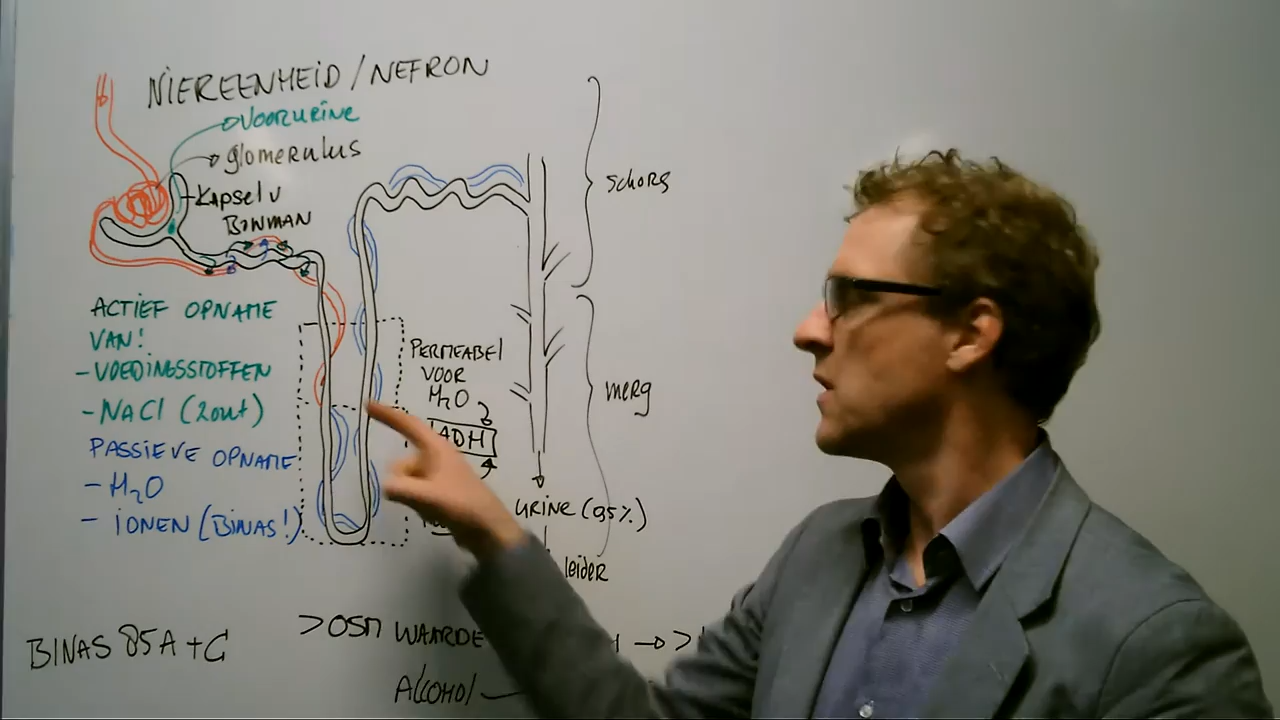 NIEREENHEID / NEFRON
VOORURINE
glomerulus
Kapsel v
BOWMAN
schors
ACTIEF OPNAME
VAN!
- VOEDINGSSTOFFEN
- NaCl (zout)
PASSIEVE OPNAME
- H2O
- IONEN (BINAS!)
PERMEABEL
VOOR
H2O
ADH
merg
URINE (95%)
leider
BINAS 85A + C
> OSM WAARDE
→ >
AlCOHOl